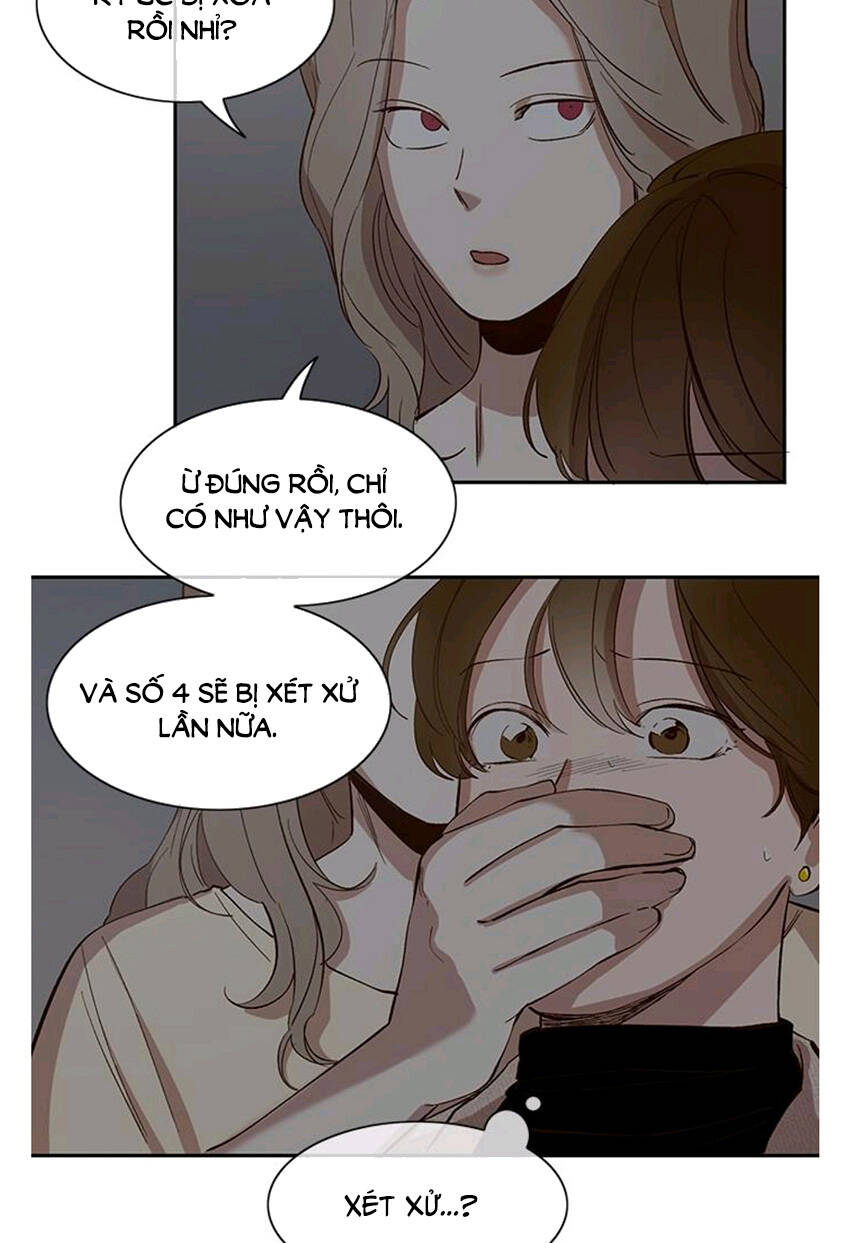 RỒI NHỈ?
Ừ ĐÚNG RỒI, CHỈ
CÓ NHƯ VẬY THÔI.
VÀ SỐ 4 SẼ BỊ XÉT XỬ
LẦN NỮA.
XÉT XỬ...?